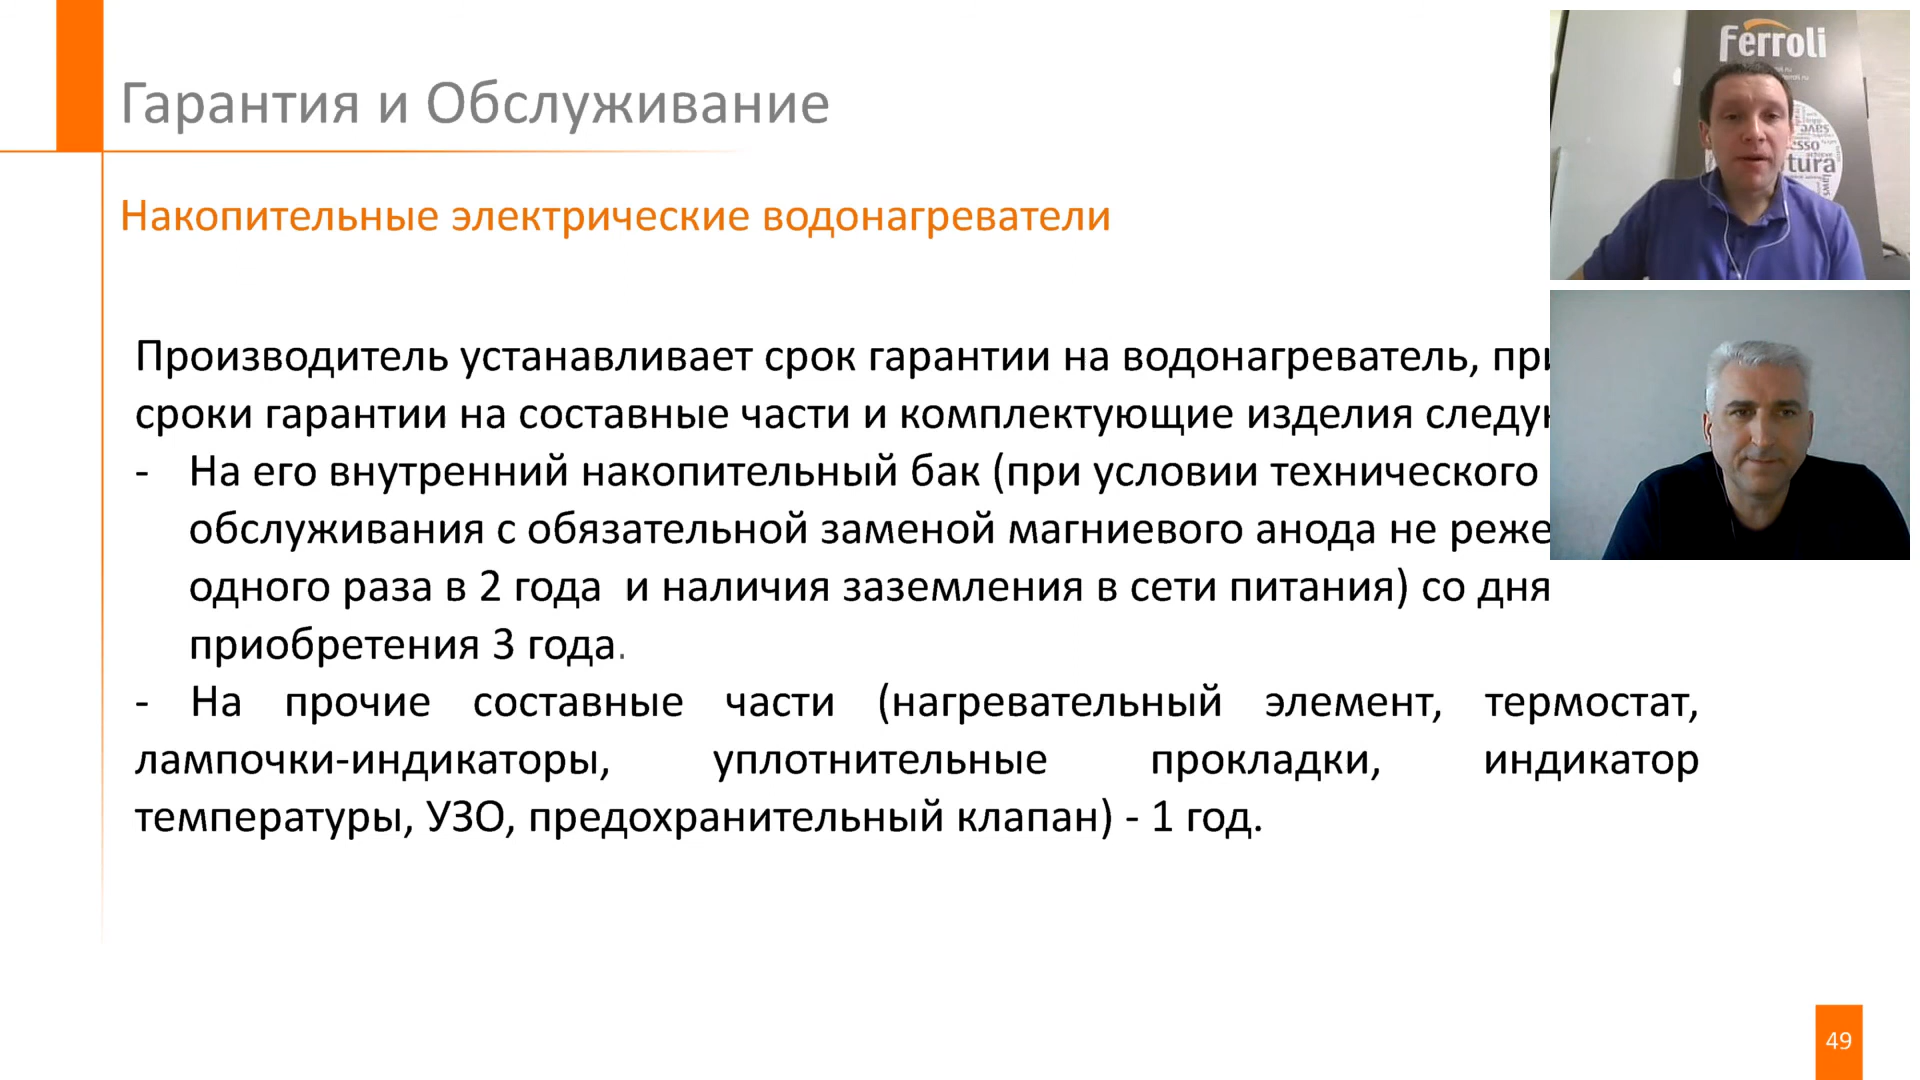 Гарантия и Обслуживание
Накопительные электрические водонагреватели
Производитель устанавливает срок гарантии на водонагреватель,
сроки гарантии на составные части и комплектующие изделия
- На его внутренний накопительный бак (при условии технического
обслуживания с обязательной заменой магниевого анода не реже
одного раза в 2 года и наличия заземления в сети питания) со дня
приобретения 3 года.
- На прочие составные части (нагревательный элемент, термостат,
лампочки-индикаторы, уплотнительные прокладки, индикатор
температуры, УЗО, предохранительный клапан) - 1 год.
Ferroli
49